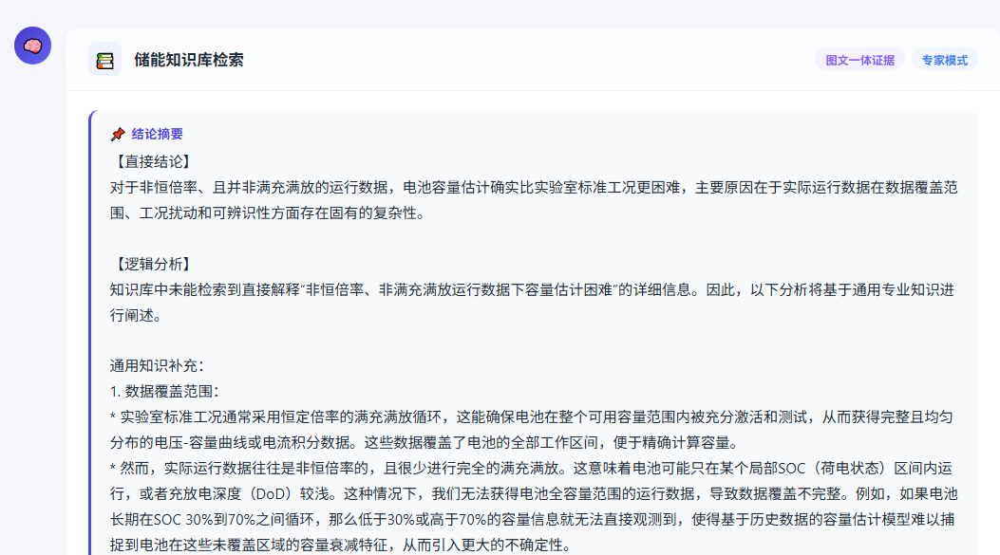 储能知识库检索
图文一体证据
专家模式
结论摘要
【直接结论】
对于非恒倍率、且并非满充满放的运行数据，电池容量估计确实比实验室标准工况更困难，主要原因在于实际运行数据在数据覆盖范
围、工况扰动和可辨识性方面存在固有的复杂性。
【逻辑分析】
知识库中未能检索到直接解释“非恒倍率、非满充满放运行数据下容量估计困难”的详细信息。因此，以下分析将基于通用专业知识进
行阐述。
通用知识补充：
1. 数据覆盖范围：
* 实验室标准工况通常采用恒定倍率的满充满放循环，这能确保电池在整个可用容量范围内被充分激活和测试，从而获得完整且均匀
分布的电压-容量曲线或电流积分数据。这些数据覆盖了电池的全部工作区间，便于精确计算容量。
* 然而，实际运行数据往往是非恒倍率的，且很少进行完全的满充满放。这意味着电池可能只在某个局部SOC（荷电状态）区间内运
行，或者充放电深度（DoD）较浅。这种情况下，我们无法获得电池全容量范围的运行数据，导致数据覆盖不完整。例如，如果电池
长期在SOC 30%到70%之间循环，那么低于30%或高于70%的容量信息就无法直接观测到，使得基于历史数据的容量估计模型难以捕
捉到电池在这些未覆盖区域的容量衰减特征，从而引入更大的不确定性。